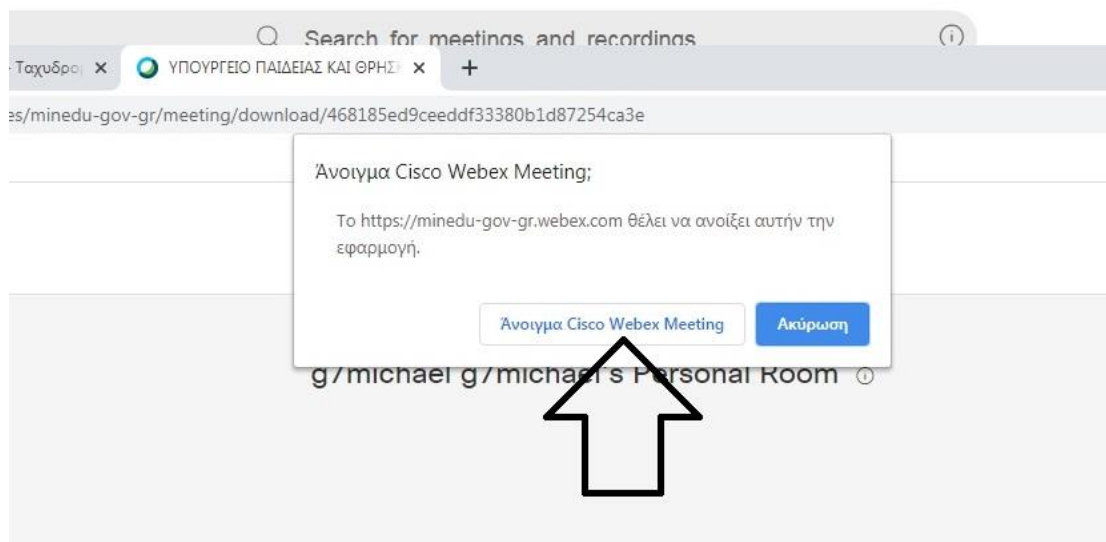 Search for meetings and recordings
Ταχυδρο
ΥΠΟΥΡΓΕΙΟ ΠΑΙΔΕΙΑΣ ΚΑΙ ΘΡΗΣ
es/minedu-gov-gr/meeting/download/468185ed9ceeddf33380b1d87254ca3e
Άνοιγμα Cisco Webex Meeting;
Το https://minedu-gov-gr.webex.com θέλει να ανοίξει αυτήν την
εφαρμογή.
Άνοιγμα Cisco Webex Meeting
Ακύρωση
g7michael g7michael's Personal Room